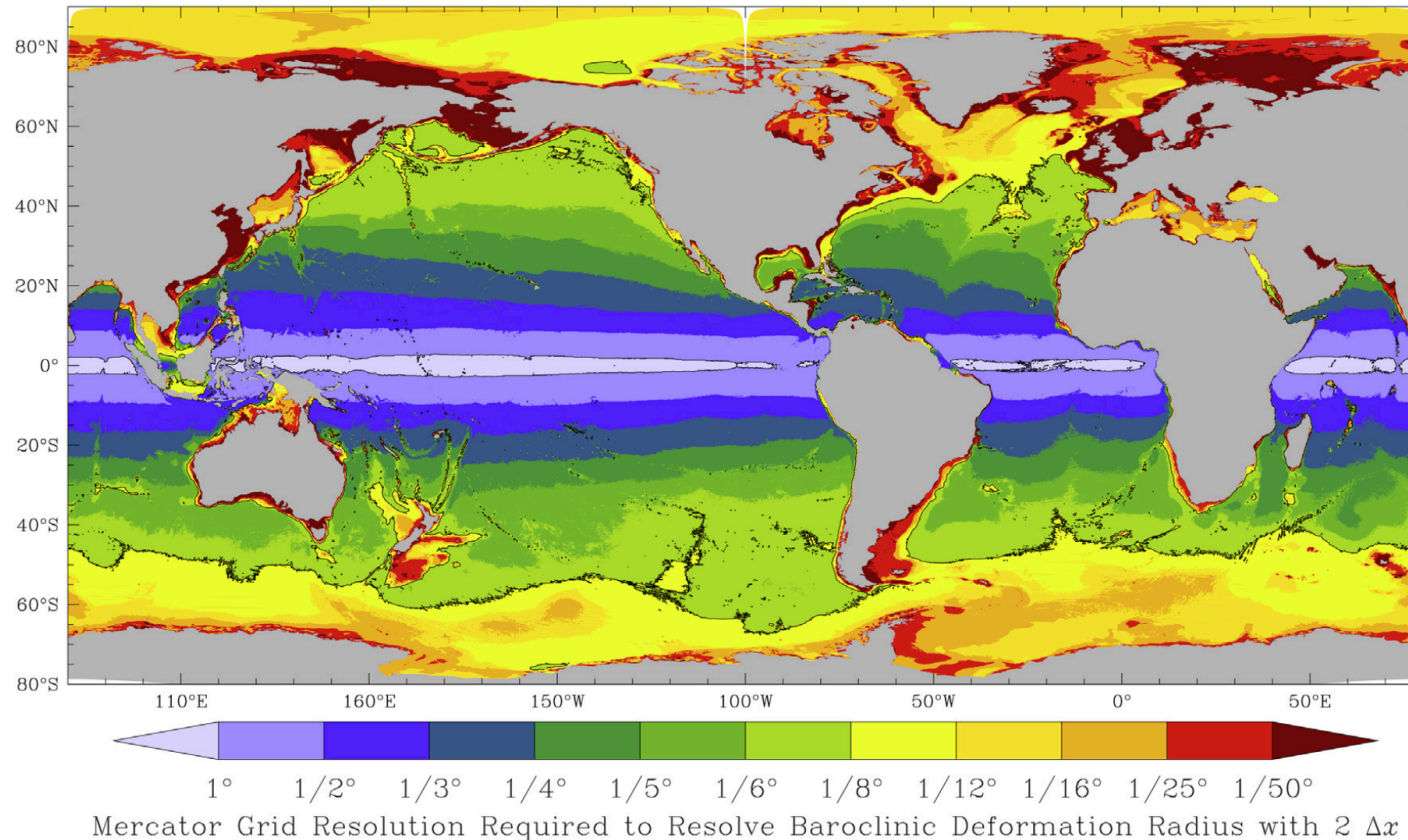 80°N
60°N
40°N
20°N
0°
20°S
40°S
60°S
80°S
110°E 160°E 150°W 100°W 50°W 0° 50°E
1° 1/2° 1/3° 1/4° 1/5° 1/6° 1/8° 1/12° 1/16° 1/25° 1/50°
Mercator Grid Resolution Required to Resolve Baroclinic Deformation Radius with 2 Δx